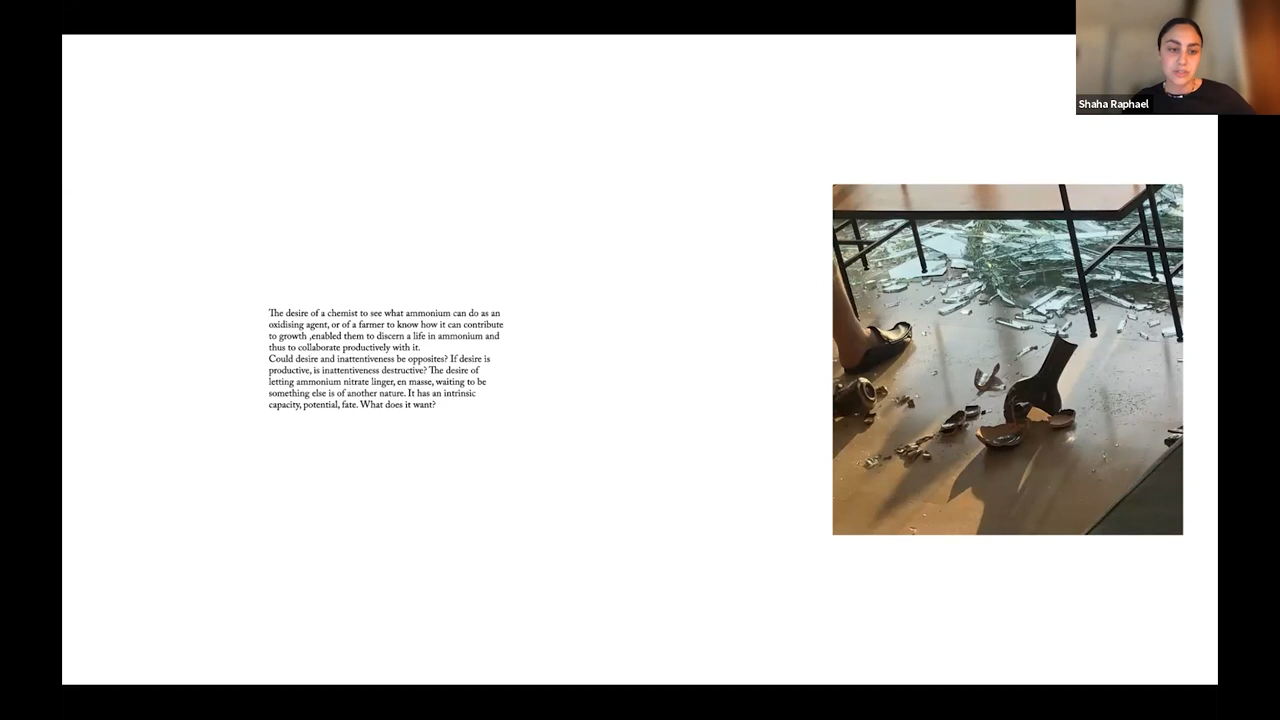 Shaha Raphael
The desire of a chemist to see what ammonium can do as an
oxidising agent, or of a farmer to know how it can contribute
to growth ,enabled them to discern a life in ammonium and
thus to collaborate productively with it.
Could desire and inattentiveness be opposites? If desire is
productive, is inattentiveness destructive? The desire of
letting ammonium nitrate linger, en masse, waiting to be
something else is of another nature. It has an intrinsic
capacity, potential, fate. What does it want?